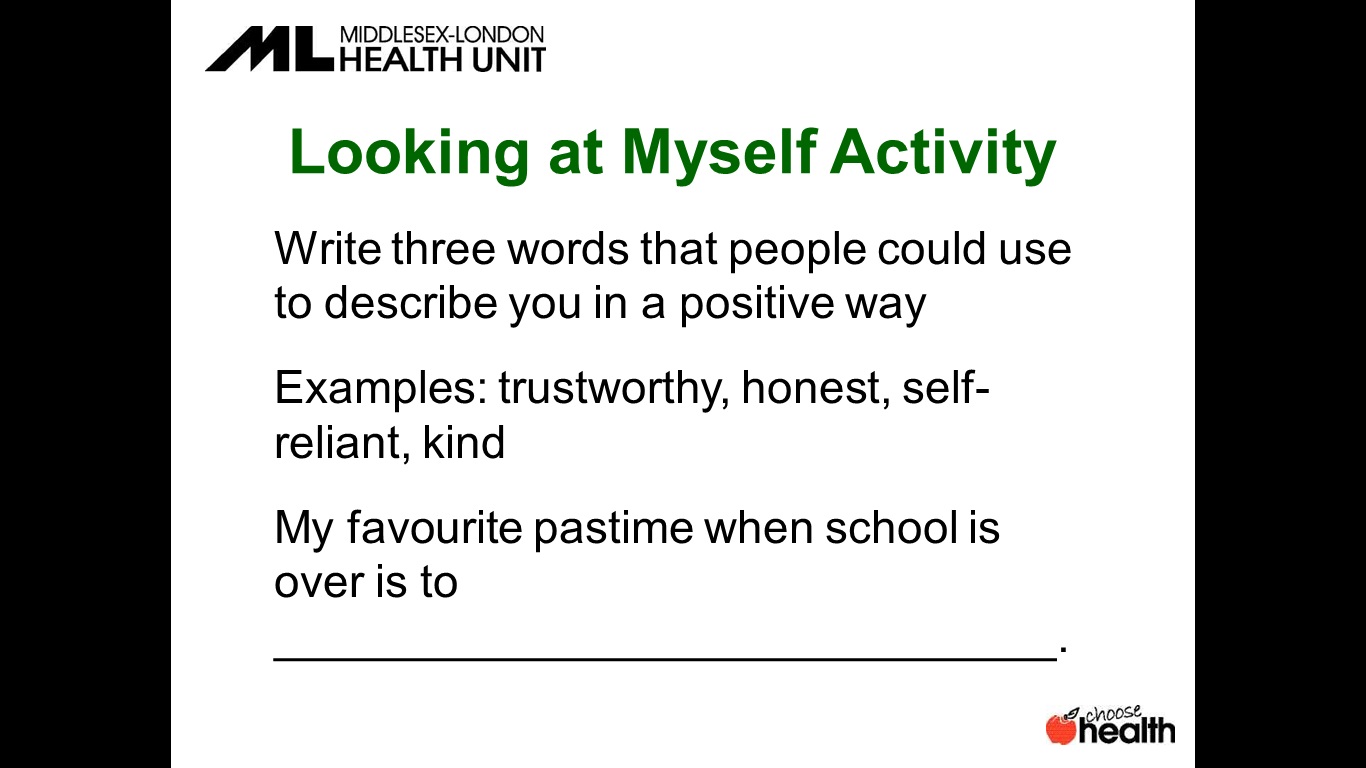 ML MIDDLESEX-LONDON
HEALTH UNIT
Looking at Myself Activity
Write three words that people could use
to describe you in a positive way
Examples: trustworthy, honest, self-
reliant, kind
My favourite pastime when school is
over is to
_______________________________.
choose
health